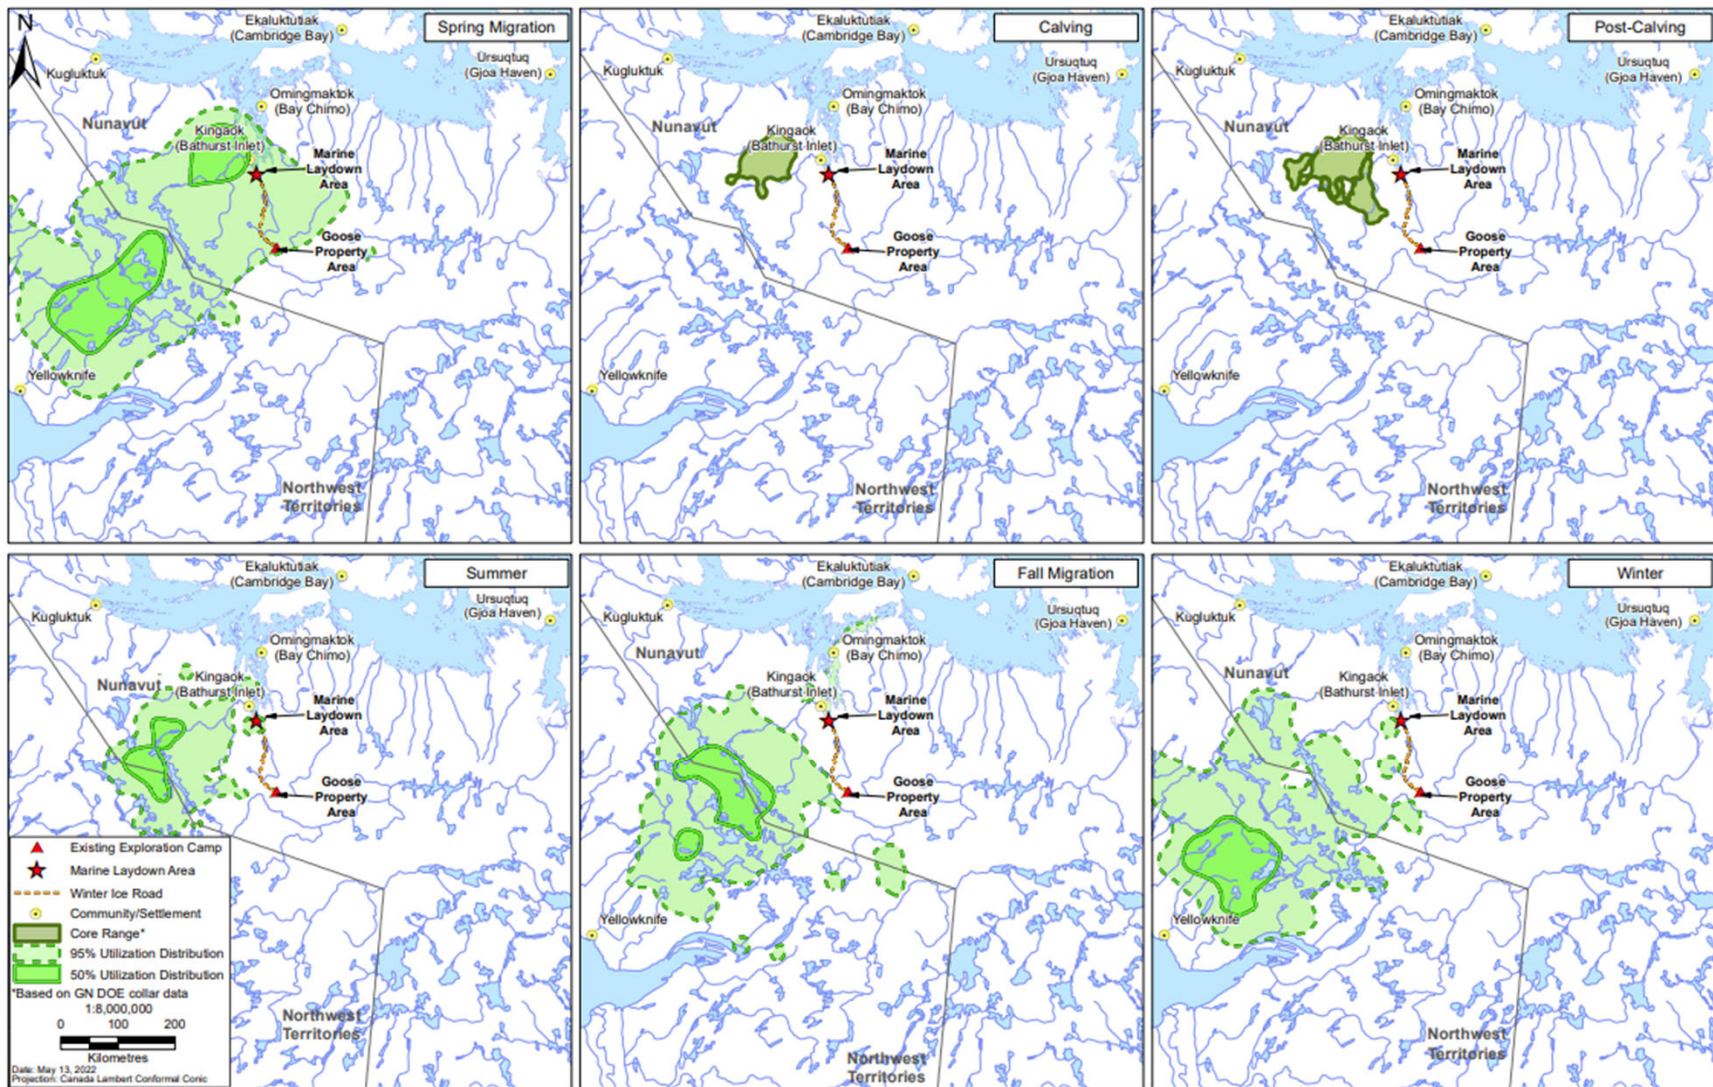 N
Spring Migration
Ekaluktutiak
(Cambridge Bay)
Ursuqtuq
(Gjoa Haven)
Kugluktuk
Omingmaktok
(Bay Chimo)
Nunavut
Kingaok
(Bathurst Inlet)
Marine
Laydown
Area
Goose
Property
Area
Yellowknife
Northwest
Territories
Calving
Ekaluktutiak
(Cambridge Bay)
Ursuqtuq
(Gjoa Haven)
Kugluktuk
Omingmaktok
(Bay Chimo)
Nunavut
Kingaok
(Bathurst Inlet)
Marine
Laydown
Area
Goose
Property
Area
Yellowknife
Northwest
Territories
Post-Calving
Ekaluktutiak
(Cambridge Bay)
Ursuqtuq
(Gjoa Haven)
Kugluktuk
Omingmaktok
(Bay Chimo)
Nunavut
Kingaok
(Bathurst Inlet)
Marine
Laydown
Area
Goose
Property
Area
Yellowknife
Northwest
Territories
Summer
Ekaluktutiak
(Cambridge Bay)
Ursuqtuq
(Gjoa Haven)
Kugluktuk
Omingmaktok
(Bay Chimo)
Nunavut
Kingaok
(Bathurst Inlet)
Marine
Laydown
Area
Goose
Property
Area
Existing Exploration Camp
Marine Laydown Area
Winter Ice Road
Community/Settlement
Core Range*
95% Utilization Distribution
50% Utilization Distribution
*Based on GN DOE collar data
1:8,000,000
0 100 200
Kilometres
Date: May 13, 2022
Projection: Canada Lambert Conformal Conic
Northwest
Territories
Fall Migration
Ekaluktutiak
(Cambridge Bay)
Ursuqtuq
(Gjoa Haven)
Kugluktuk
Omingmaktok
(Bay Chimo)
Nunavut
Kingaok
(Bathurst Inlet)
Marine
Laydown
Area
Goose
Property
Area
Yellowknife
Northwest
Territories
Winter
Ekaluktutiak
(Cambridge Bay)
Ursuqtuq
(Gjoa Haven)
Kugluktuk
Omingmaktok
(Bay Chimo)
Nunavut
Kingaok
(Bathurst Inlet)
Marine
Laydown
Area
Goose
Property
Area
Yellowknife
Northwest
Territories